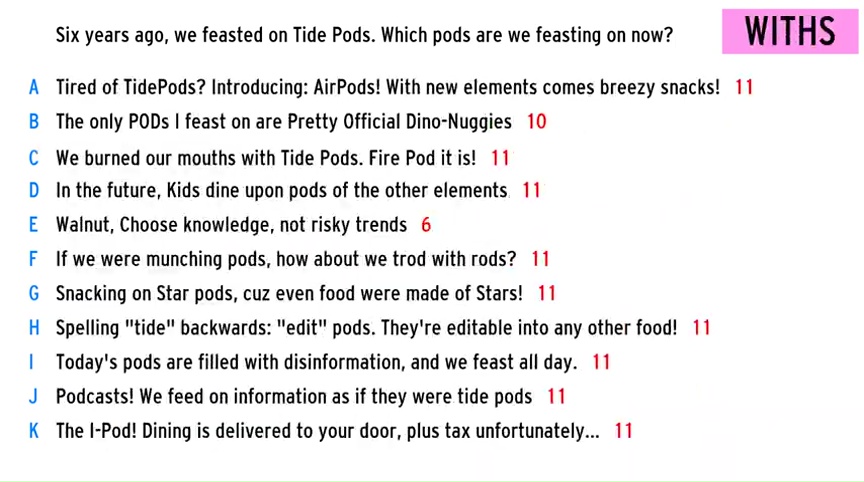 Six years ago, we feasted on Tide Pods. Which pods are we feasting on now? WITHS
A Tired of TidePods? Introducing: AirPods! With new elements comes breezy snacks! 11
B The only PODs I feast on are Pretty Official Dino-Nuggies 10
C We burned our mouths with Tide Pods. Fire Pod it is! 11
D In the future, Kids dine upon pods of the other elements 11
E Walnut, Choose knowledge, not risky trends 6
F If we were munching pods, how about we trod with rods? 11
G Snacking on Star pods, cuz even food were made of Stars! 11
H Spelling "tide" backwards: "edit" pods. They're editable into any other food! 11
I Today's pods are filled with disinformation, and we feast all day. 11
J Podcasts! We feed on information as if they were tide pods 11
K The I-Pod! Dining is delivered to your door, plus tax unfortunately... 11